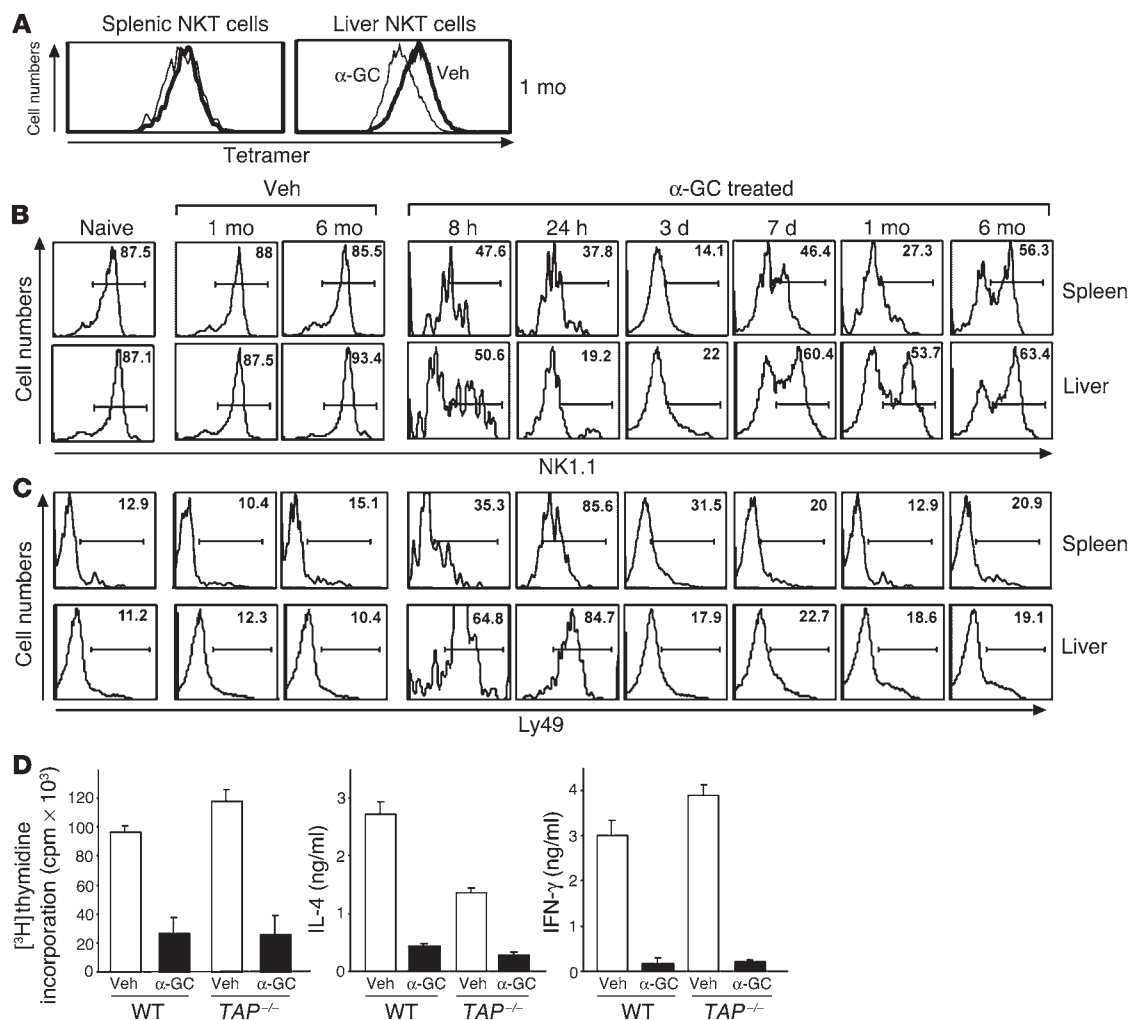 A
Splenic NKT cells Liver NKT cells
Cell numbers
α-GC Veh
1 mo
Tetramer
Veh α-GC treated
B
Naive 1 mo 6 mo 8 h 24 h 3 d 7 d 1 mo 6 mo
Cell numbers
87.5 88 85.5 47.6 37.8 14.1 46.4 27.3 56.3
Spleen
87.1 87.5 93.4 50.6 19.2 22 60.4 53.7 63.4
Liver
NK1.1
C
Cell numbers
12.9 10.4 15.1 35.3 85.6 31.5 20 12.9 20.9
Spleen
11.2 12.3 10.4 64.8 84.7 17.9 22.7 18.6 19.1
Liver
Ly49
D
[³H]thymidine
incorporation (cpm × 10³)
120
100
80
60
40
20
0
Veh α-GC Veh α-GC
WT TAP⁻/⁻
IL-4 (ng/ml)
3
2
1
0
Veh α-GC Veh α-GC
WT TAP⁻/⁻
IFN-γ (ng/ml)
4
3
2
1
0
Veh α-GC Veh α-GC
WT TAP⁻/⁻